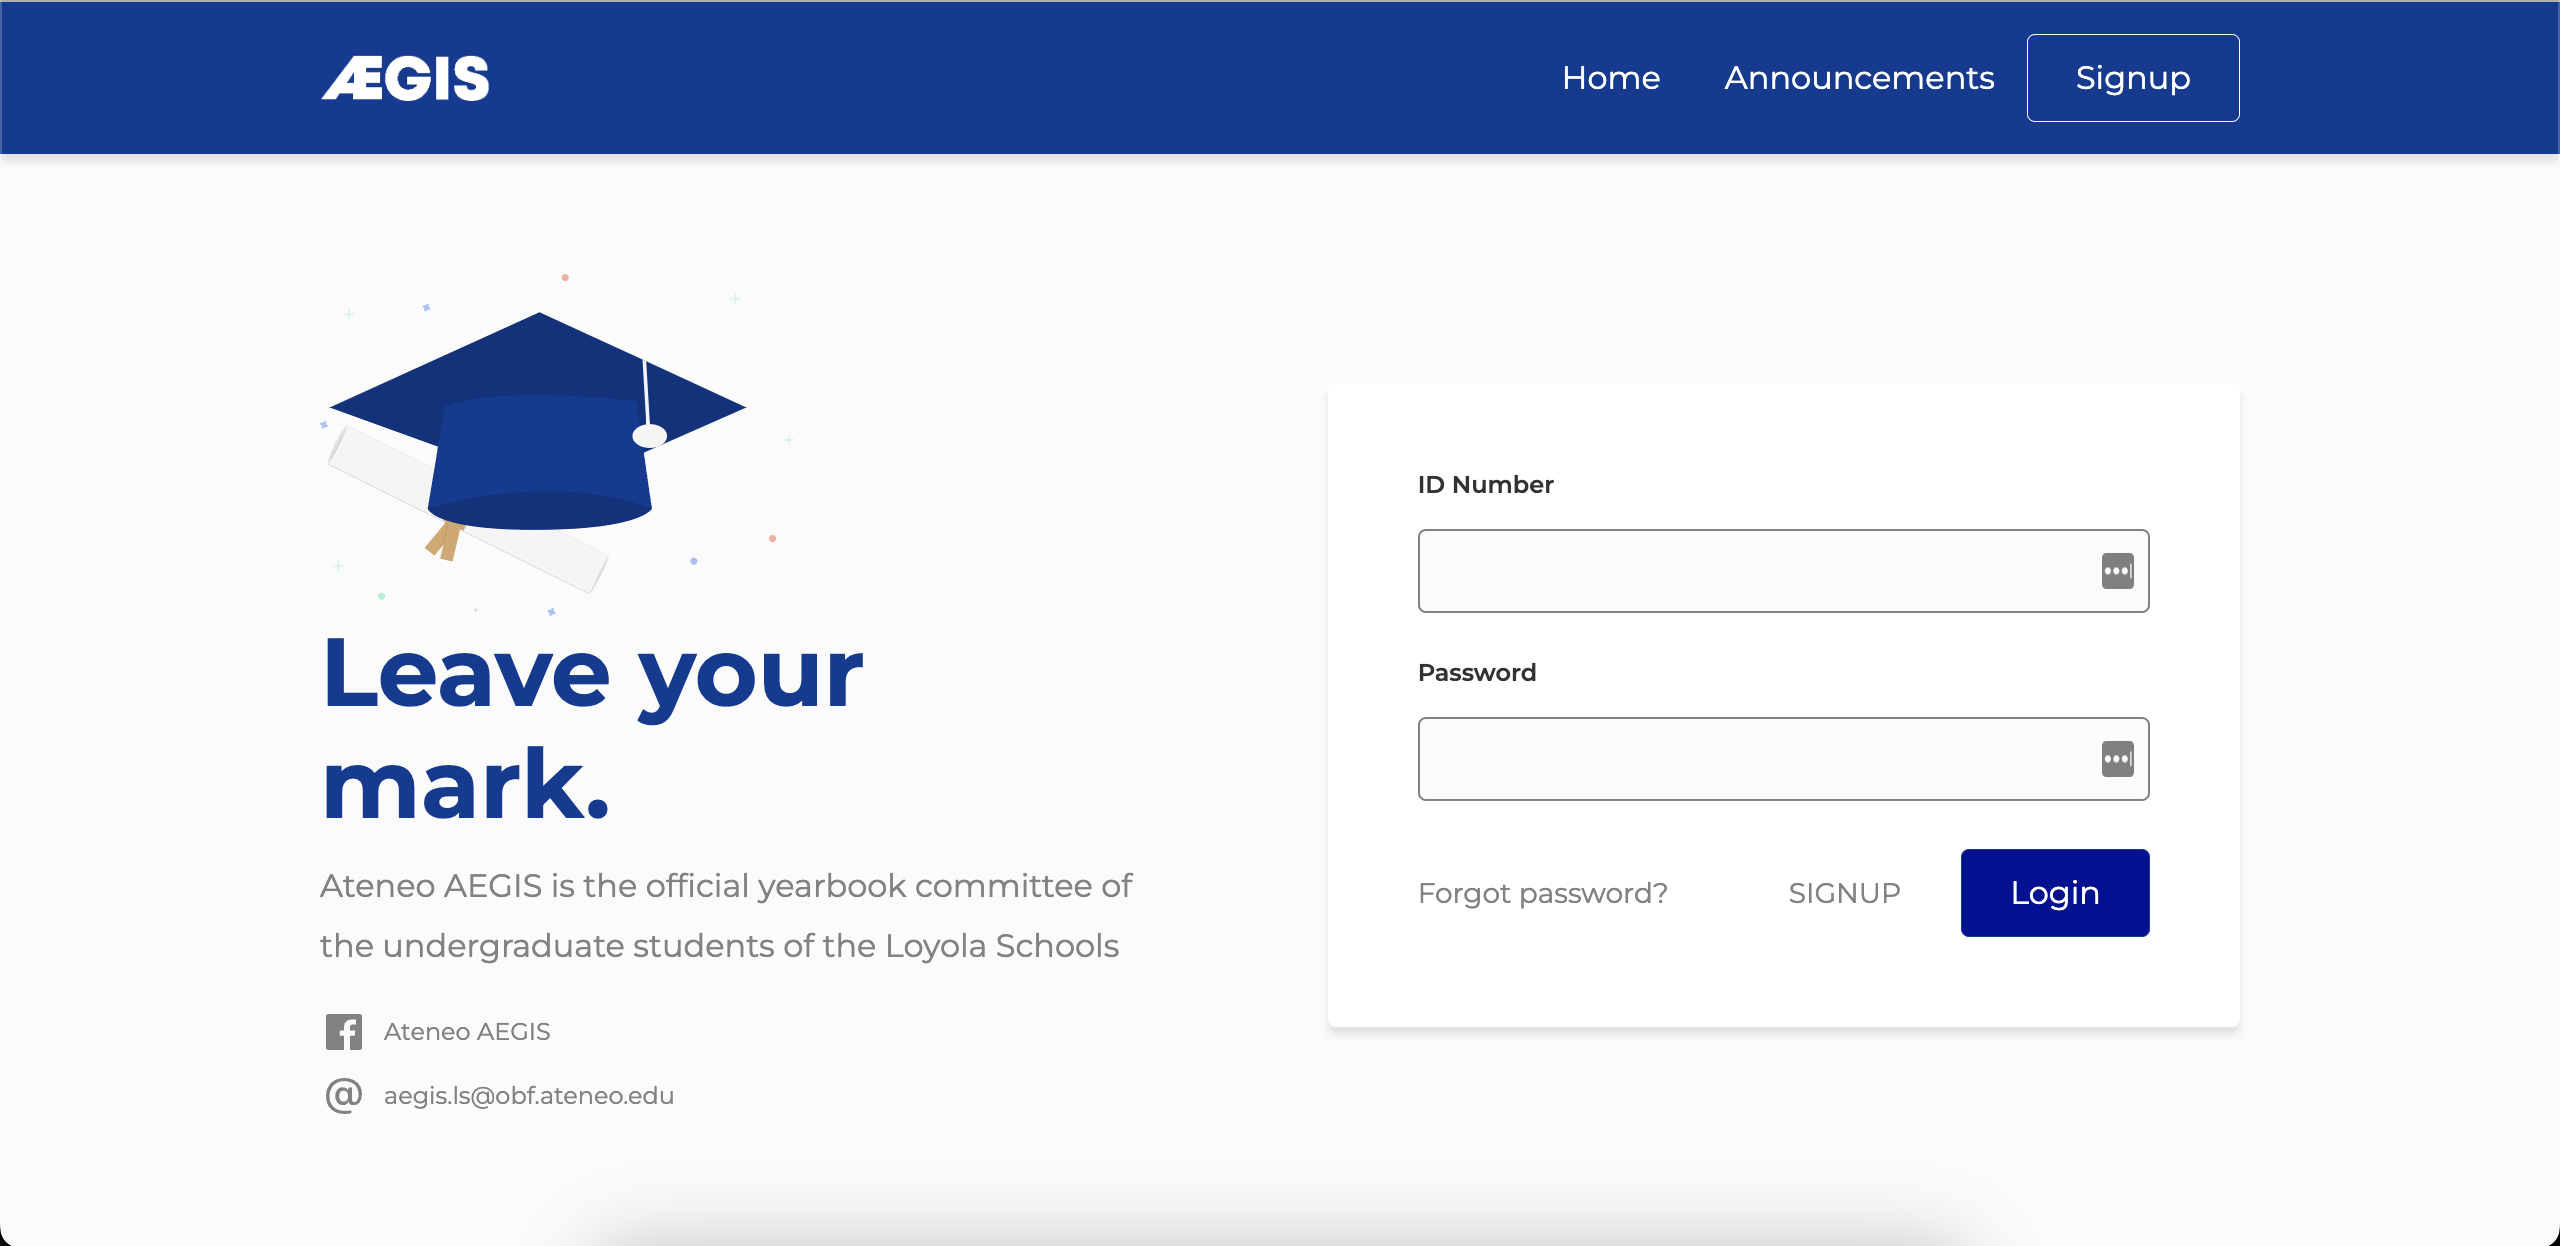 ÆGIS
Home
Announcements
Signup
Leave your
mark.
Ateneo AEGIS is the official yearbook committee of
the undergraduate students of the Loyola Schools
Ateneo AEGIS
aegis.ls@obf.ateneo.edu
ID Number
Password
Forgot password?
SIGNUP
Login